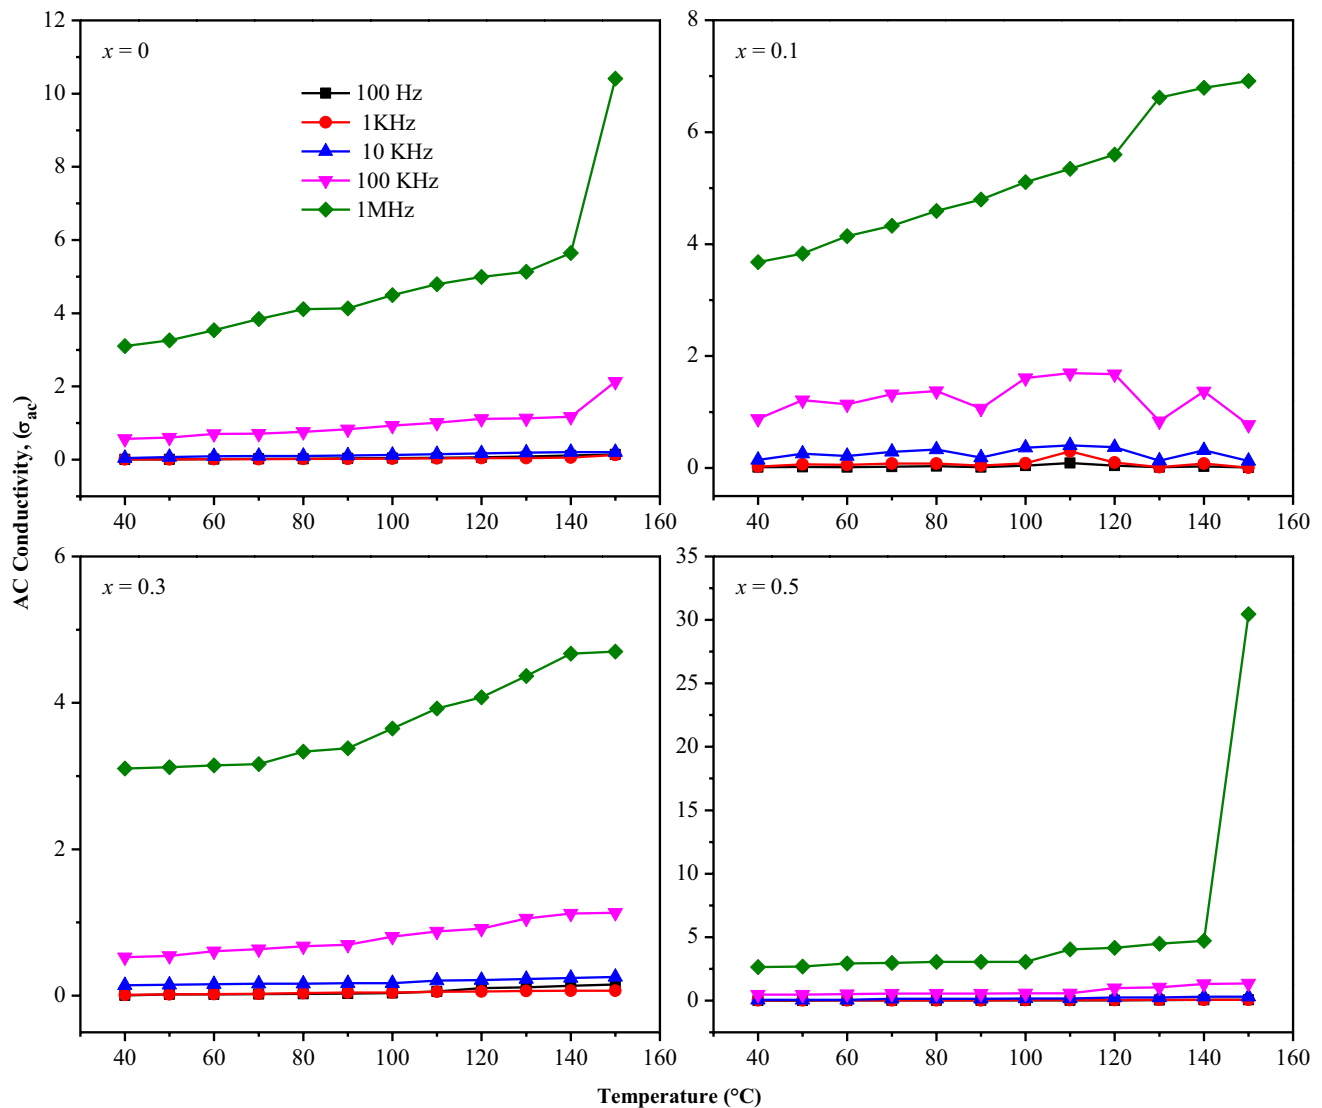 x = 0
100 Hz
1KHz
10 KHz
100 KHz
1MHz
12
10
8
6
4
2
0
40 60 80 100 120 140 160
x = 0.1
8
6
4
2
0
40 60 80 100 120 140 160
AC Conductivity, (σac)
x = 0.3
6
4
2
0
40 60 80 100 120 140 160
x = 0.5
35
30
25
20
15
10
5
0
40 60 80 100 120 140 160
Temperature (°C)